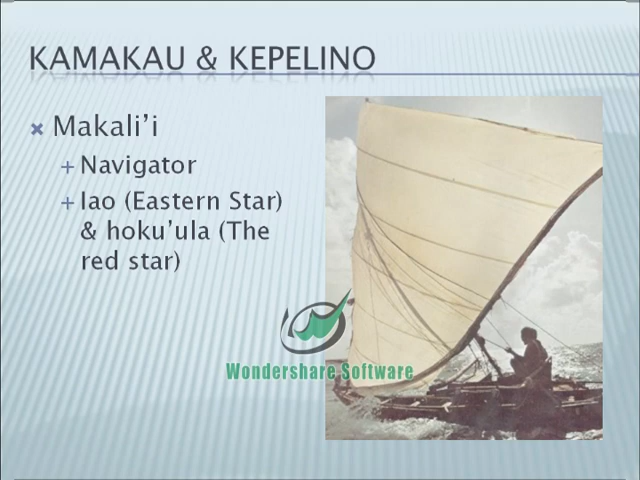 KAMAKAU & KEPELINO
Makali'i
Navigator
Iao (Eastern Star)
& hoku'ula (The
red star)
Wondershare Software